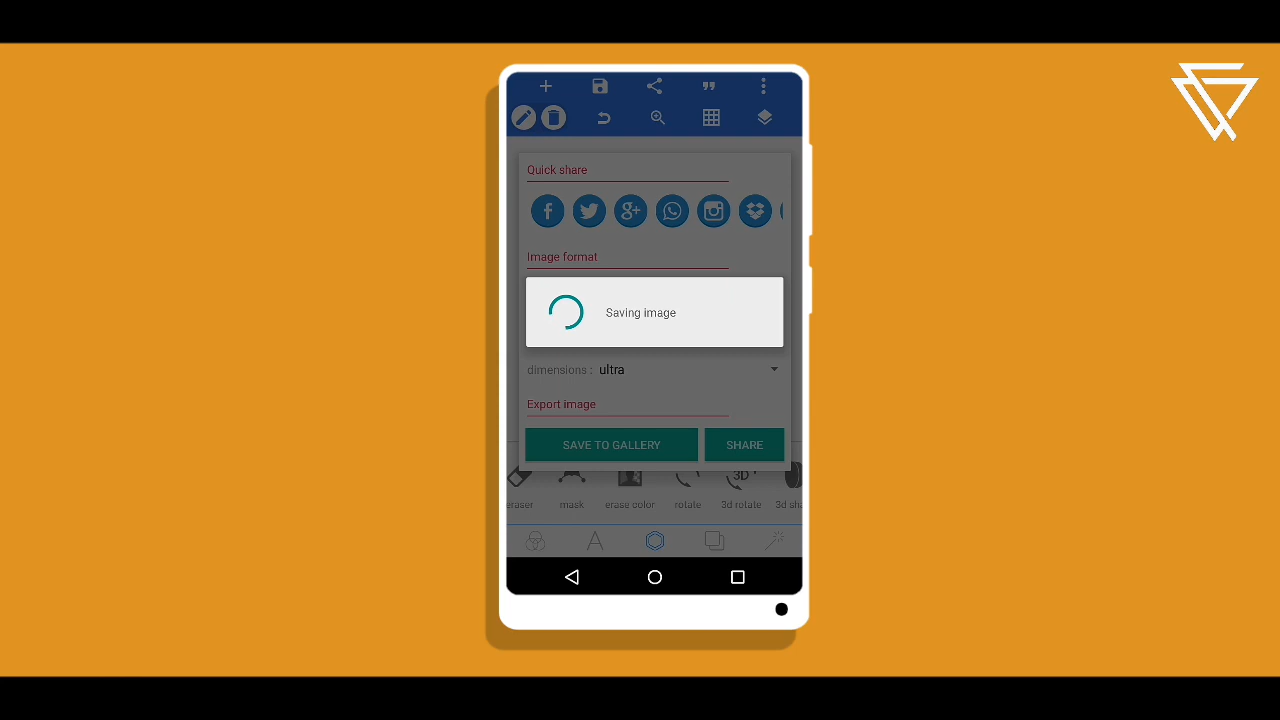 Quick share
Image format
Saving image
dimensions : ultra
Export image
SAVE TO GALLERY SHARE
3D
mask erase color rotate 3d rotate